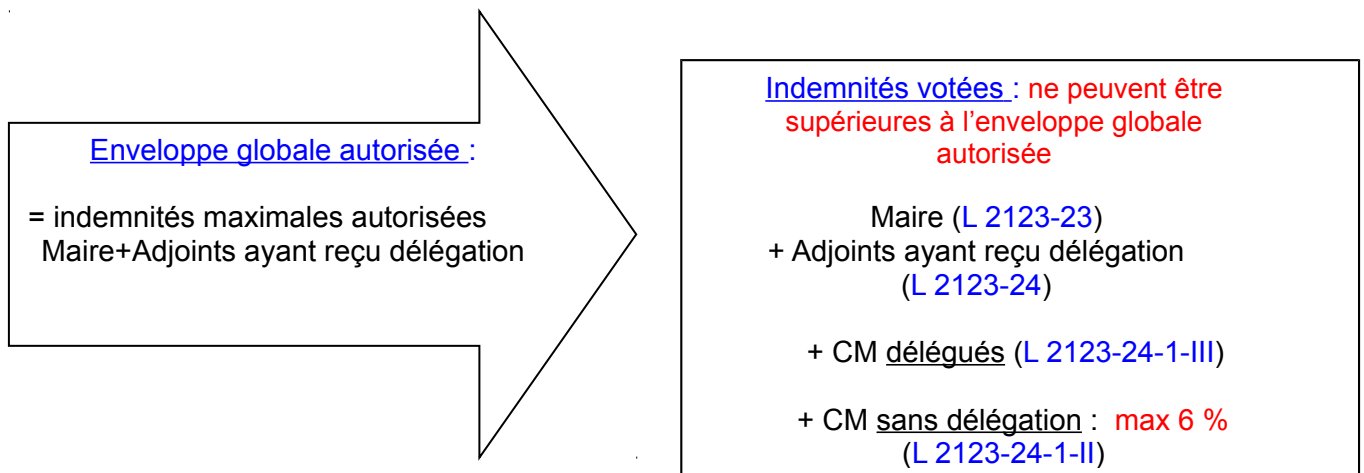 Enveloppe globale autorisée :
= indemnités maximales autorisées
Maire+Adjoints ayant reçu délégation
Indemnités votées : ne peuvent être
supérieures à l’enveloppe globale
autorisée
Maire (L 2123-23)
+ Adjoints ayant reçu délégation
(L 2123-24)
+ CM délégués (L 2123-24-1-III)
+ CM sans délégation : max 6 %
(L 2123-24-1-II)